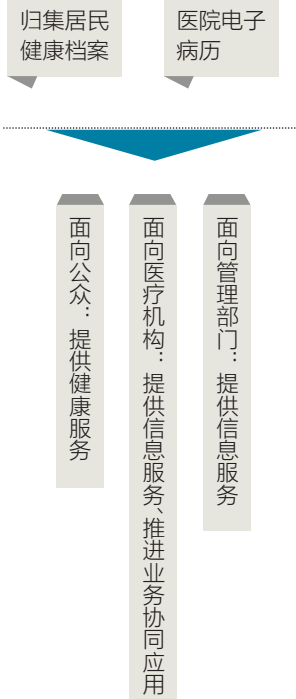 归集居民
健康档案
医院电子
病历
面向公众：提供健康服务
面向医疗机构：提供信息服务、推进业务协同应用
面向管理部门：提供信息服务